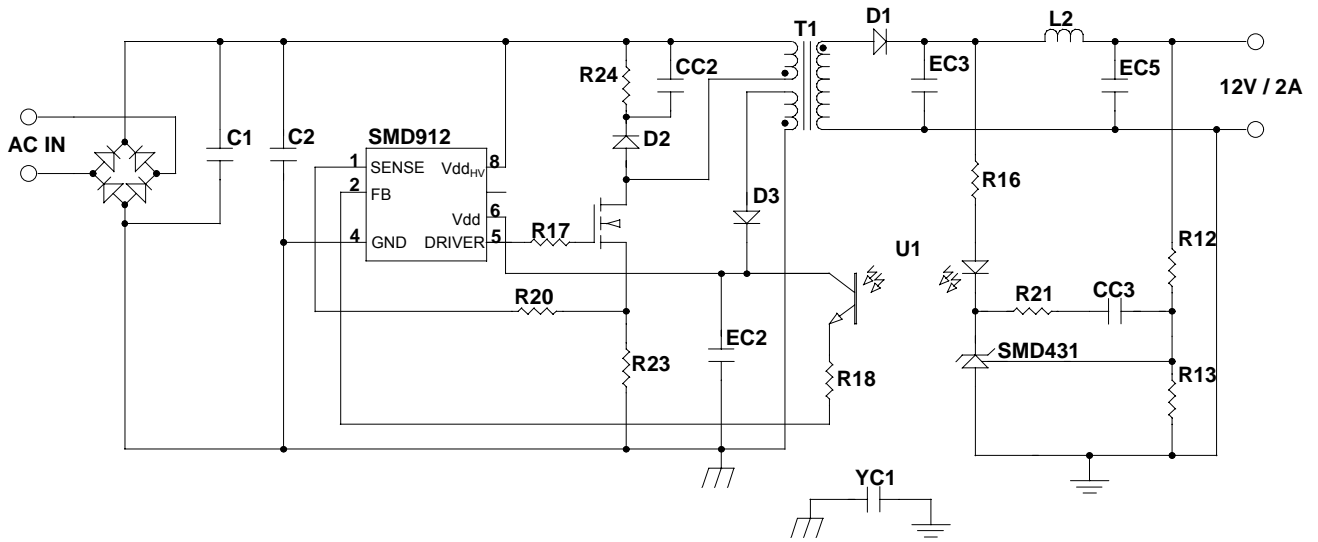 T1
D1
L2
R24
CC2
EC3
EC5
12V / 2A
AC IN
C1
C2
SMD912
D2
1
SENSE
Vdd HV
8
2
FB
Vdd
6
4
GND
DRIVER
5
R17
D3
R16
U1
R12
R20
R21
CC3
EC2
R23
R18
SMD431
R13
YC1